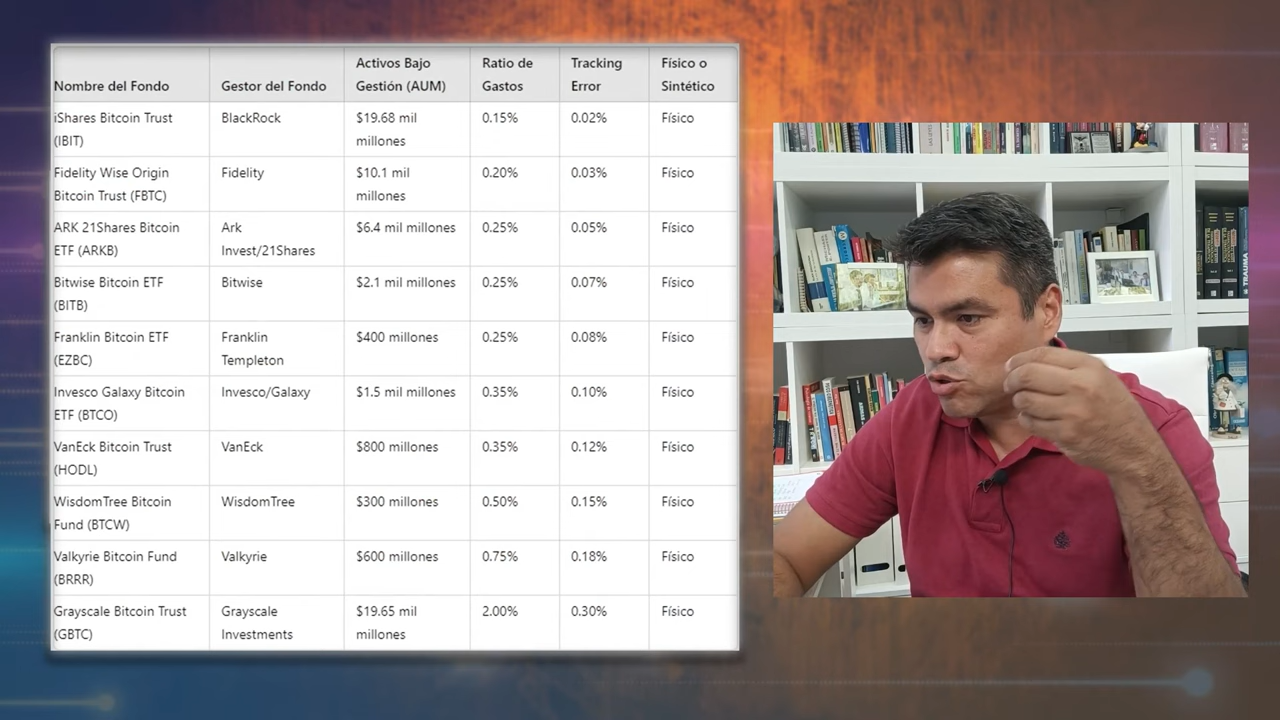 Nombre del Fondo
Gestor del Fondo
Activos Bajo
Gestión (AUM)
Ratio de
Gastos
Tracking
Error
Físico o
Sintético
iShares Bitcoin Trust
(IBIT)
BlackRock
$19.68 mil
millones
0.15%
0.02%
Físico
Fidelity Wise Origin
Bitcoin Trust (FBTC)
Fidelity
$10.1 mil
millones
0.20%
0.03%
Físico
ARK 21Shares Bitcoin
ETF (ARKB)
Ark
Invest/21Shares
$6.4 mil millones
0.25%
0.05%
Físico
Bitwise Bitcoin ETF
(BITB)
Bitwise
$2.1 mil millones
0.25%
0.07%
Físico
Franklin Bitcoin ETF
(EZBC)
Franklin
Templeton
$400 millones
0.25%
0.08%
Físico
Invesco Galaxy Bitcoin
ETF (BTCO)
Invesco/Galaxy
$1.5 mil millones
0.35%
0.10%
Físico
VanEck Bitcoin Trust
(HODL)
VanEck
$800 millones
0.35%
0.12%
Físico
WisdomTree Bitcoin
Fund (BTCW)
WisdomTree
$300 millones
0.50%
0.15%
Físico
Valkyrie Bitcoin Fund
(BRRR)
Valkyrie
$600 millones
0.75%
0.18%
Físico
Grayscale Bitcoin Trust
(GBTC)
Grayscale
Investments
$19.65 mil
millones
2.00%
0.30%
Físico
TRAUMA